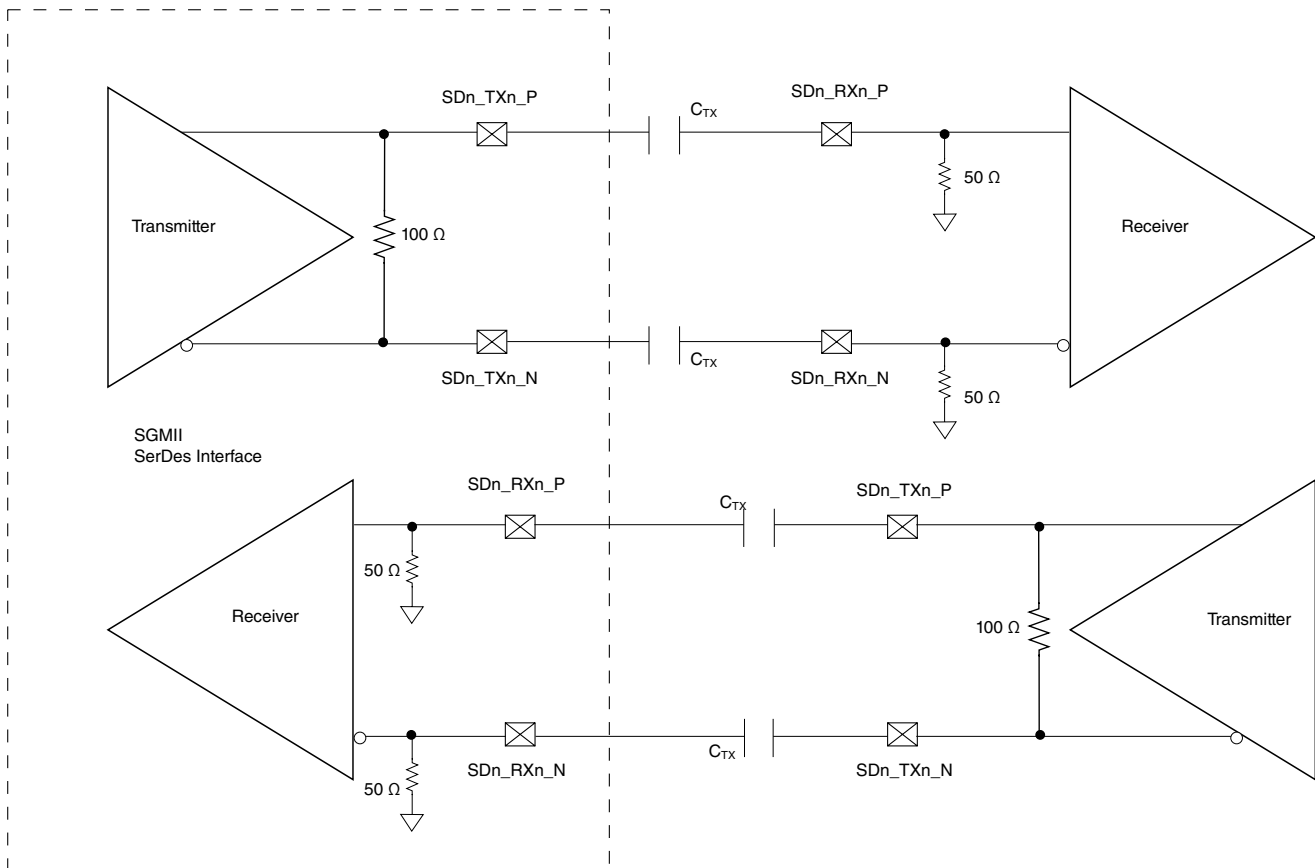 SDn_TXn_P
C_TX
SDn_RXn_P
50 Ω
Transmitter
100 Ω
Receiver
SDn_TXn_N
C_TX
SDn_RXn_N
50 Ω
SGMII
SerDes Interface
SDn_RXn_P
C_TX
SDn_TXn_P
50 Ω
Receiver
100 Ω
Transmitter
SDn_RXn_N
C_TX
SDn_TXn_N
50 Ω